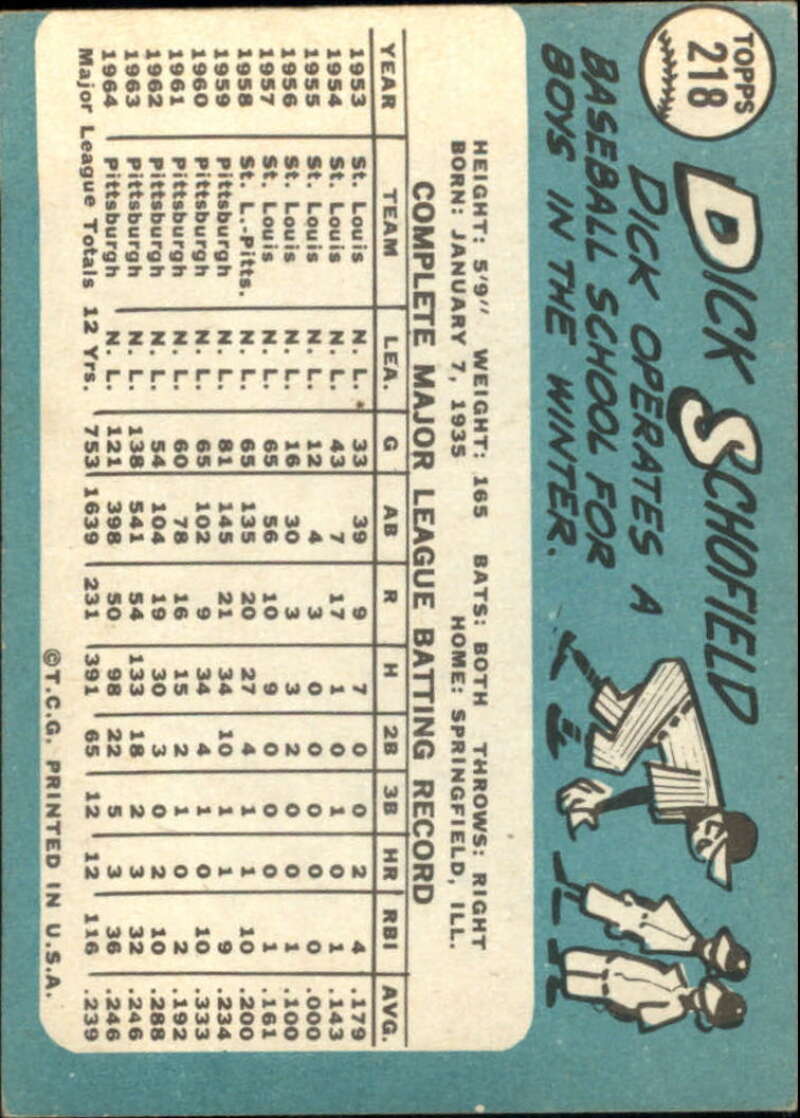 TOPPS
218
DICK SCHOFIELD
DICK OPERATES A
BASEBALL SCHOOL FOR
BOYS IN THE WINTER.
HEIGHT: 5'9" WEIGHT: 165 BATS: BOTH THROWS: RIGHT
BORN: JANUARY 7, 1935 HOME: SPRINGFIELD, ILL.
COMPLETE MAJOR LEAGUE BATTING RECORD
YEAR TEAM LEA. G AB R H 2B 3B HR RBI AVG.
1953 St. Louis N. L. 33 39 9 7 0 0 2 4 .179
1954 St. Louis N. L. 43 7 17 1 0 1 0 1 .143
1955 St. Louis N. L. 12 4 3 0 0 0 0 0 .000
1956 St. Louis N. L. 16 30 3 3 2 0 0 1 .100
1957 St. Louis N. L. 65 56 10 9 0 0 0 1 .161
1958 St. L.-Pitts. N. L. 65 135 20 27 4 1 1 10 .200
1959 Pittsburgh N. L. 81 145 21 34 10 1 1 9 .234
1960 Pittsburgh N. L. 65 102 9 34 4 1 0 10 .333
1961 Pittsburgh N. L. 60 78 16 15 2 1 0 2 .192
1962 Pittsburgh N. L. 54 104 19 30 3 0 2 10 .288
1963 Pittsburgh N. L. 138 541 54 133 18 2 3 32 .246
1964 Pittsburgh N. L. 121 398 50 98 22 5 3 36 .246
Major League Totals 12 Yrs. 753 1639 231 391 65 12 12 116 .239
©T.C.G. PRINTED IN U.S.A.